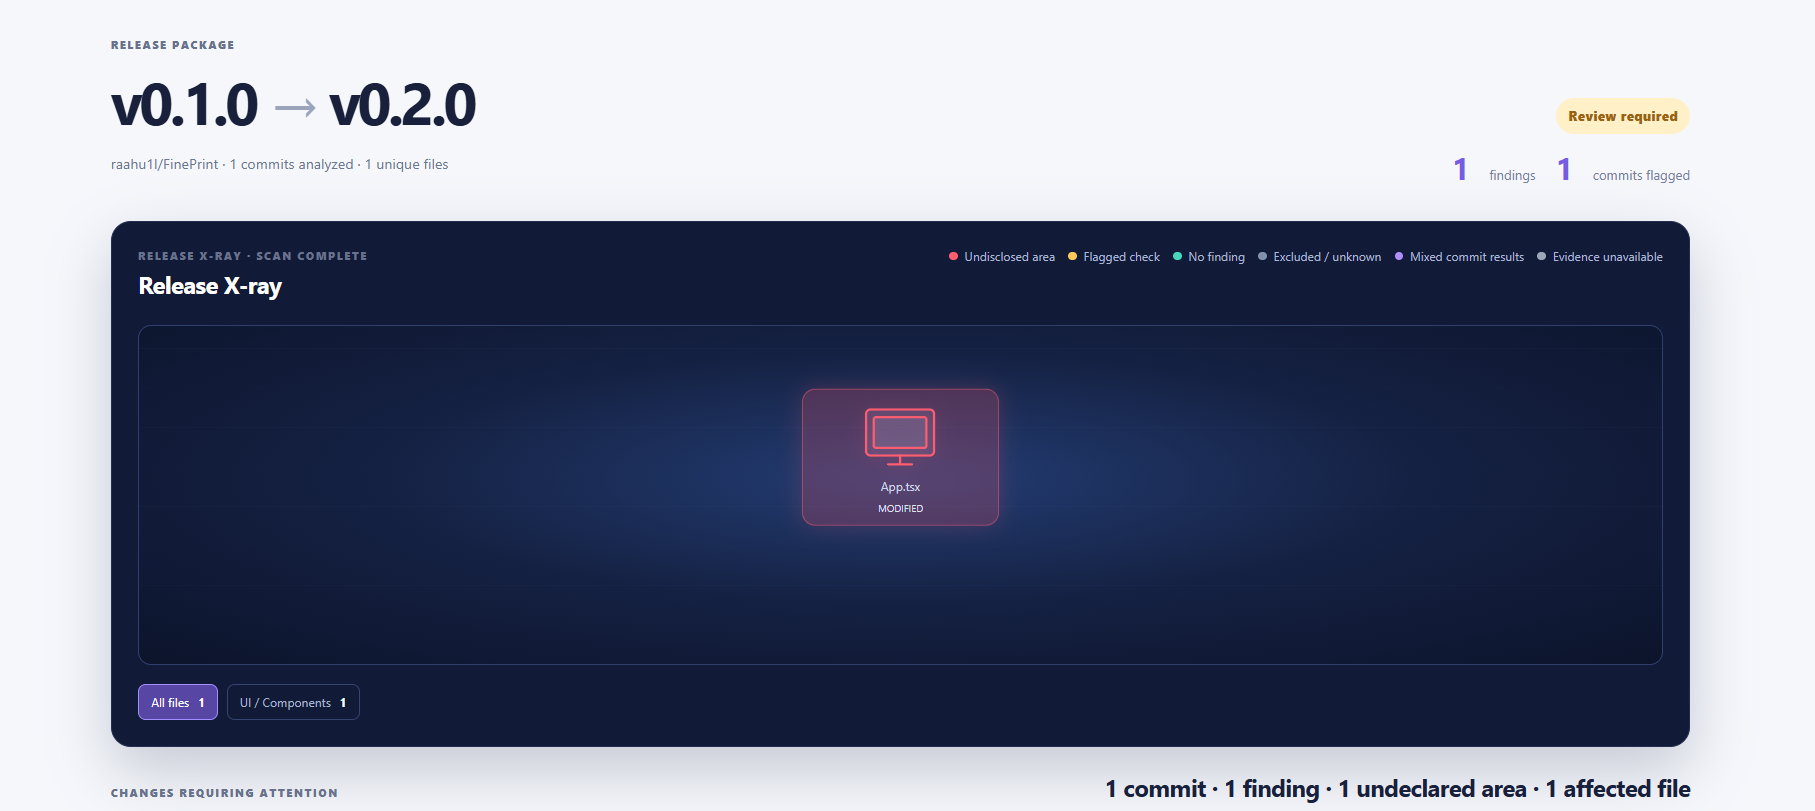 RELEASE PACKAGE
v0.1.0 → v0.2.0
raahu1l/FinePrint · 1 commits analyzed · 1 unique files
Review required
1 findings 1 commits flagged
RELEASE X-RAY · SCAN COMPLETE
Release X-ray
Undisclosed area Flagged check No finding Excluded / unknown Mixed commit results Evidence unavailable
App.tsx
MODIFIED
All files 1 UI / Components 1
CHANGES REQUIRING ATTENTION
1 commit · 1 finding · 1 undeclared area · 1 affected file